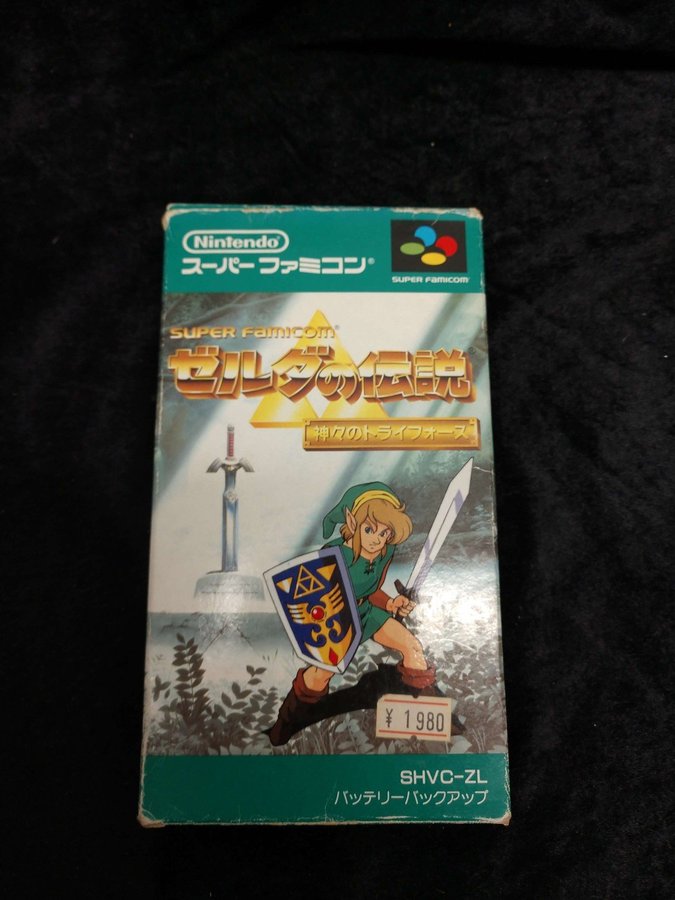 Nintendo®
スーパーファミコン®
SUPER FAMICOM
SUPER FAMICOM®
ゼルダの伝説®
神々のトライフォース
¥1980
SHVC-ZL
バッテリーバックアップ